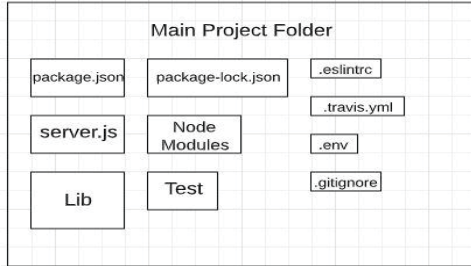 Main Project Folder
package.json
package-lock.json
.eslintrc
.travis.yml
server.js
Node
Modules
.env
Lib
Test
.gitignore